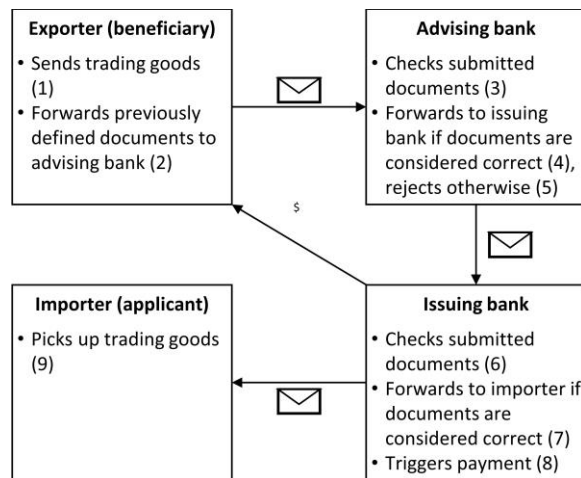 Exporter (beneficiary)
• Sends trading goods
(1)
• Forwards previously
defined documents to
advising bank (2)
Advising bank
• Checks submitted
documents (3)
• Forwards to issuing
bank if documents are
considered correct (4),
rejects otherwise (5)
$
Importer (applicant)
• Picks up trading goods
(9)
Issuing bank
• Checks submitted
documents (6)
• Forwards to importer if
documents are
considered correct (7)
• Triggers payment (8)